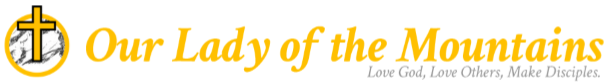 Our Lady of the Mountains
Love God, Love Others, Make Disciples.